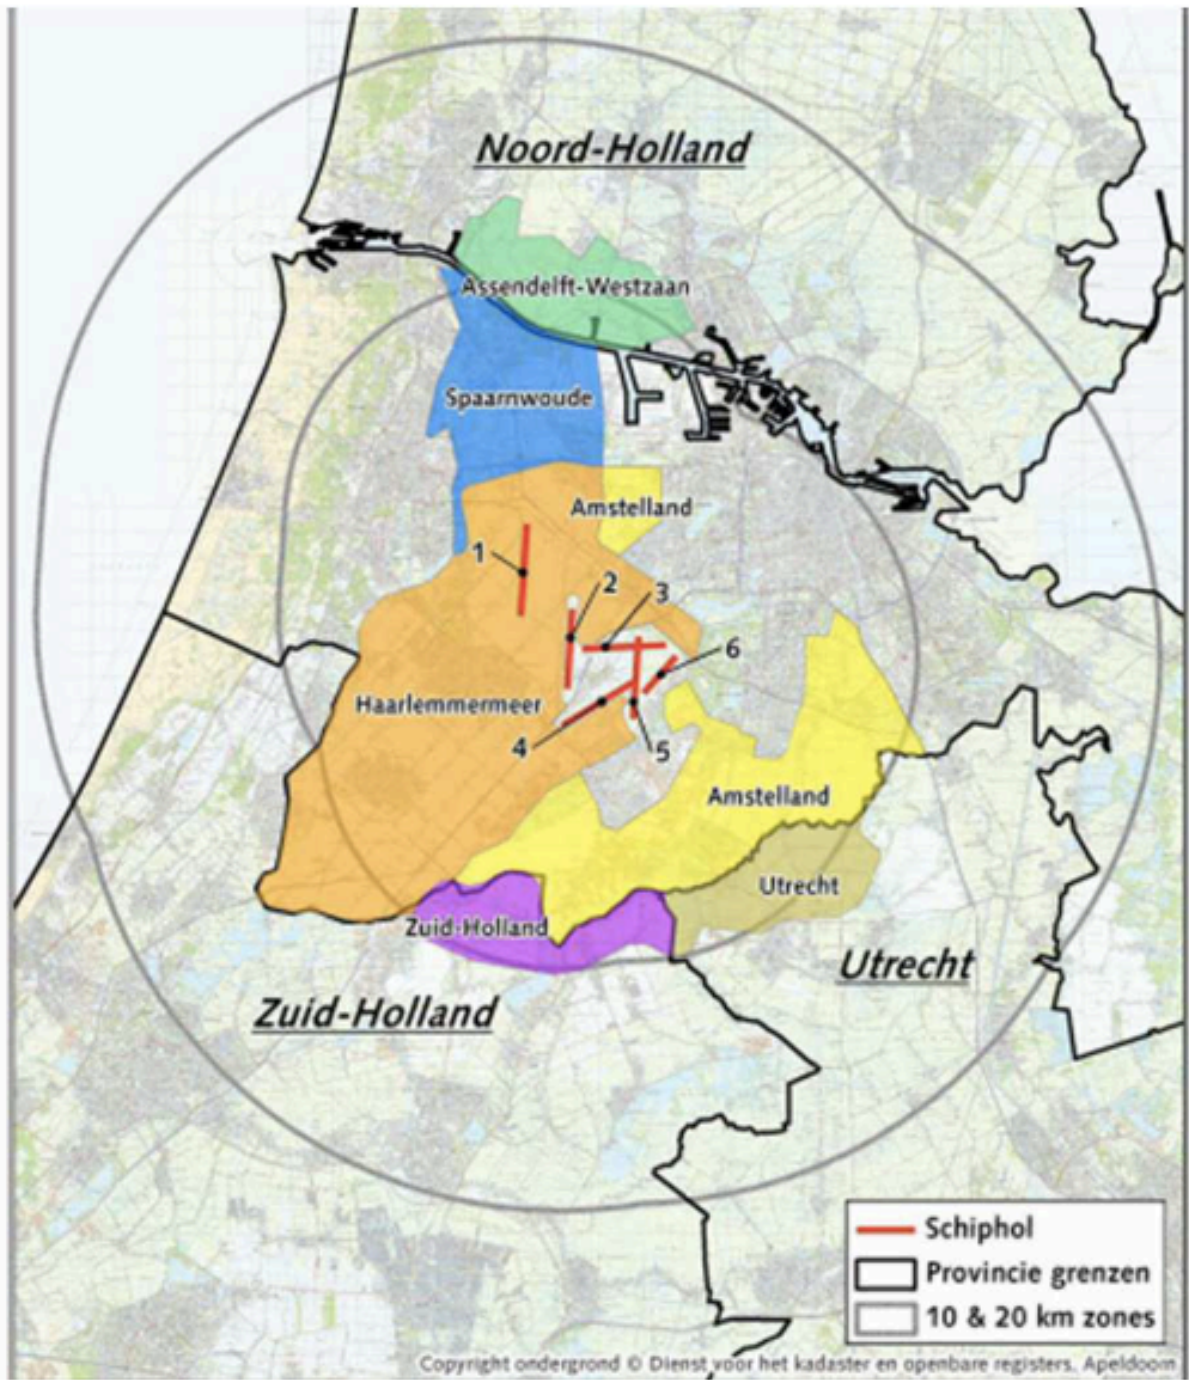 Noord-Holland
Assendelft-Westzaan
Spaarnwoude
Amstelland
1
2
3
6
Haarlemmermeer
4
5
Amstelland
Utrecht
Zuid-Holland
Utrecht
Zuid-Holland
Schiphol
Provincie grenzen
10 & 20 km zones
Copyright ondergrond © Dienst voor het kadaster en openbare registers. Apeldoorn